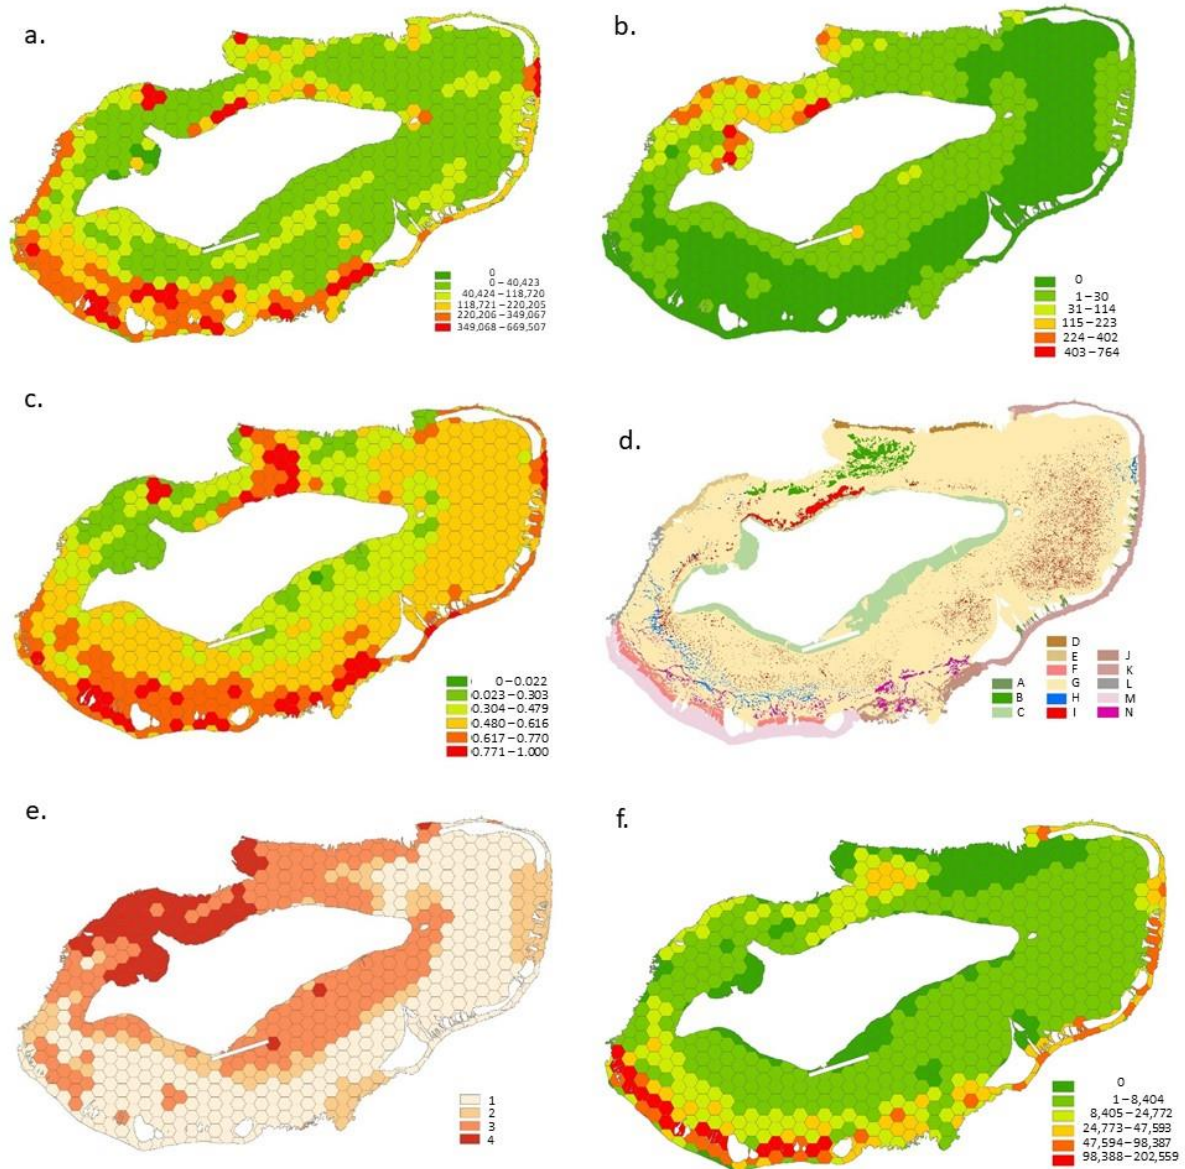 a.
0
0 – 40,423
40,424 – 118,720
118,721 – 220,205
220,206 – 349,067
349,068 – 669,507
b.
0
1 – 30
31 – 114
115 – 223
224 – 402
403 – 764
c.
0 – 0.022
0.023 – 0.303
0.304 – 0.479
0.480 – 0.616
0.617 – 0.770
0.771 – 1.000
d.
D
E J
F K
A G L
B H M
C I N
e.
1
2
3
4
f.
0
1 – 8,404
8,405 – 24,772
24,773 – 47,593
47,594 – 98,387
98,388 – 202,559